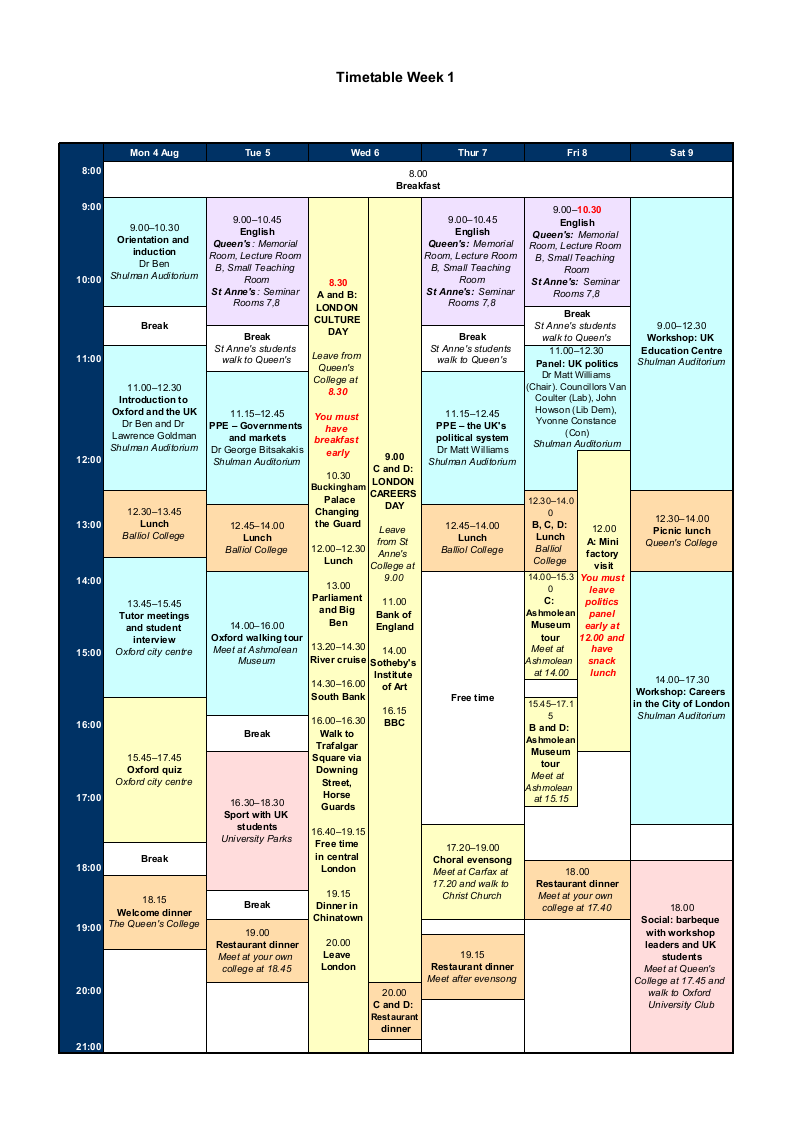 Timetable Week 1
Mon 4 Aug
Tue 5
Wed 6
Thur 7
Fri 8
Sat 9
8:00
9:00
10:00
11:00
12:00
13:00
14:00
15:00
16:00
17:00
18:00
19:00
20:00
21:00
8.00
Breakfast
9.00–10.30
Orientation and
induction
Dr Ben
Shulman Auditorium
Break
11.00–12.30
Introduction to
Oxford and the UK
Dr Ben and Dr
Lawrence Goldman
Shulman Auditorium
12.30–13.45
Lunch
Balliol College
13.45–15.45
Tutor meetings
and student
interview
Oxford city centre
15.45–17.45
Oxford quiz
Oxford city centre
Break
18.15
Welcome dinner
The Queen's College
9.00–10.45
English
Queen's: Memorial
Room, Lecture Room
B, Small Teaching
Room
St Anne's: Seminar
Rooms 7,8
Break
St Anne's students
walk to Queen's
11.15–12.45
PPE – Governments
and markets
Dr George Bitsakakis
Shulman Auditorium
12.45–14.00
Lunch
Balliol College
14.00–16.00
Oxford walking tour
Meet at Ashmolean
Museum
Break
16.30–18.30
Sport with UK
students
University Parks
Break
19.00
Restaurant dinner
Meet at your own
college at 18.45
8.30
A and B:
LONDON
CULTURE
DAY
Leave from
Queen's
College at
8.30
You must
have
breakfast
early
10.30
Buckingham
Palace
Changing
the Guard
12.00–12.30
Lunch
13.00
Parliament
and Big
Ben
13.20–14.30
River cruise
14.30–16.00
South Bank
16.00–16.30
Walk to
Trafalgar
Square via
Downing
Street,
Horse
Guards
16.40–19.15
Free time
in central
London
19.15
Dinner in
Chinatown
20.00
Leave
London
9.00
C and D:
LONDON
CAREERS
DAY
Leave
from St
Anne's
College at
9.00
11.00
Bank of
England
14.00
Sotheby's
Institute
of Art
16.15
BBC
20.00
C and D:
Restaurant
dinner
9.00–10.45
English
Queen's: Memorial
Room, Lecture Room
B, Small Teaching
Room
St Anne's: Seminar
Rooms 7,8
Break
St Anne's students
walk to Queen's
11.15–12.45
PPE – the UK's
political system
Dr Matt Williams
Shulman Auditorium
12.45–14.00
Lunch
Balliol College
Free time
17.20–19.00
Choral evensong
Meet at Carfax at
17.20 and walk to
Christ Church
19.15
Restaurant dinner
Meet after evensong
9.00–10.30
English
Queen's: Memorial
Room, Lecture Room
B, Small Teaching
Room
St Anne's: Seminar
Rooms 7,8
Break
St Anne's students
walk to Queen's
11.00–12.30
Panel: UK politics
Dr Matt Williams
(Chair). Councillors Van
Coulter (Lab), John
Howson (Lib Dem),
Yvonne Constance
(Con)
Shulman Auditorium
12.30–14.0
0
B, C, D:
Lunch
Balliol
College
14.00–15.3
0
C:
Ashmolean
Museum
tour
Meet at
Ashmolean
at 14.00
15.45–17.1
5
B and D:
Ashmolean
Museum
tour
Meet at
Ashmolean
at 15.15
12.00
A: Mini
factory
visit
You must
leave
politics
panel
early at
12.00 and
have
snack
lunch
18.00
Restaurant dinner
Meet at your own
college at 17.40
9.00–12.30
Workshop: UK
Education Centre
Shulman Auditorium
12.30–14.00
Picnic lunch
Queen's College
14.00–17.30
Workshop: Careers
in the City of London
Shulman Auditorium
18.00
Social: barbeque
with workshop
leaders and UK
students
Meet at Queen's
College at 17.45 and
walk to Oxford
University Club